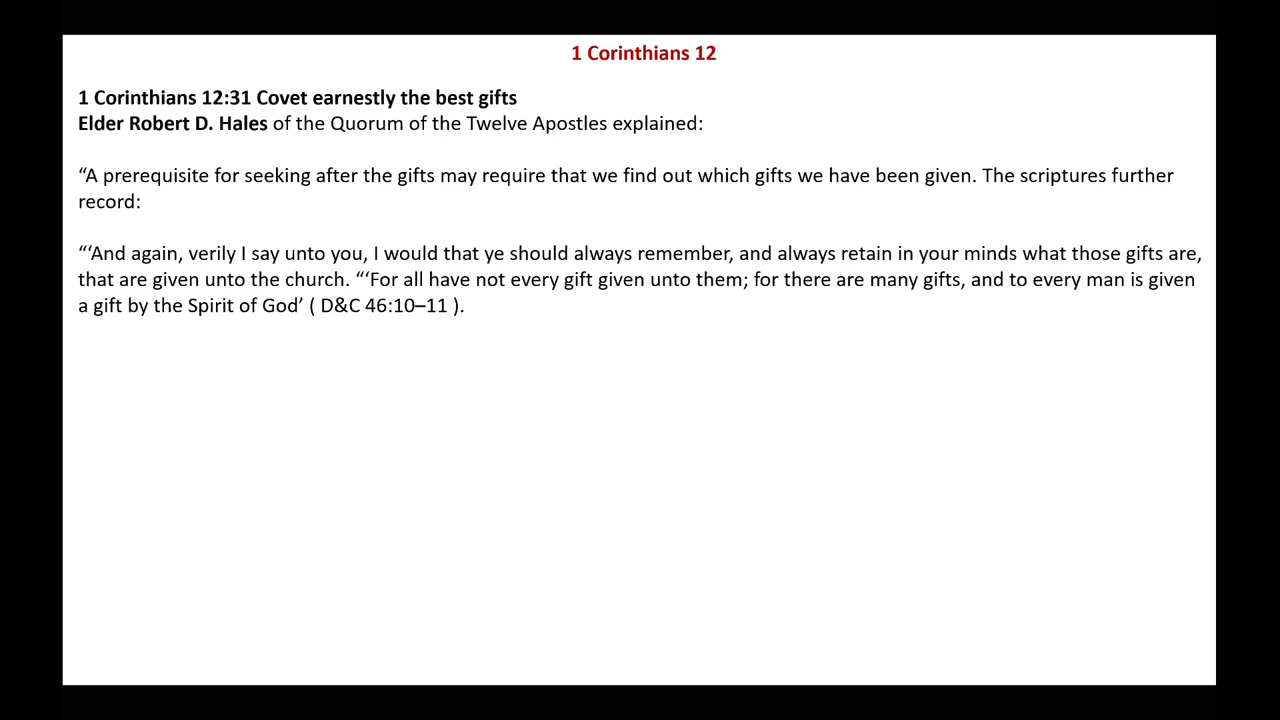 1 Corinthians 12
1 Corinthians 12:31 Covet earnestly the best gifts
Elder Robert D. Hales of the Quorum of the Twelve Apostles explained:
“A prerequisite for seeking after the gifts may require that we find out which gifts we have been given. The scriptures further
record:
“‘And again, verily I say unto you, I would that ye should always remember, and always retain in your minds what those gifts are,
that are given unto the church. “‘For all have not every gift given unto them; for there are many gifts, and to every man is given
a gift by the Spirit of God’ ( D&C 46:10–11 ).